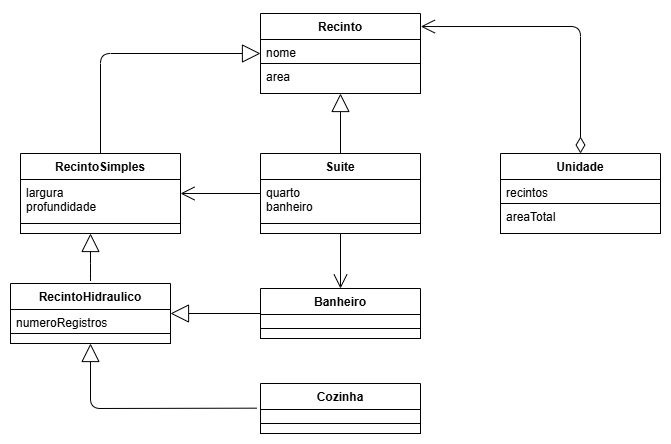 Recinto
nome
area
RecintoSimples
largura
profundidade
Suite
quarto
banheiro
Unidade
recintos
areaTotal
RecintoHidraulico
numeroRegistros
Banheiro
Cozinha